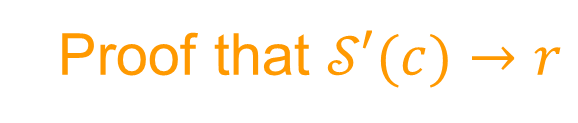 Proof that 𝒮′(𝑐) → 𝑟